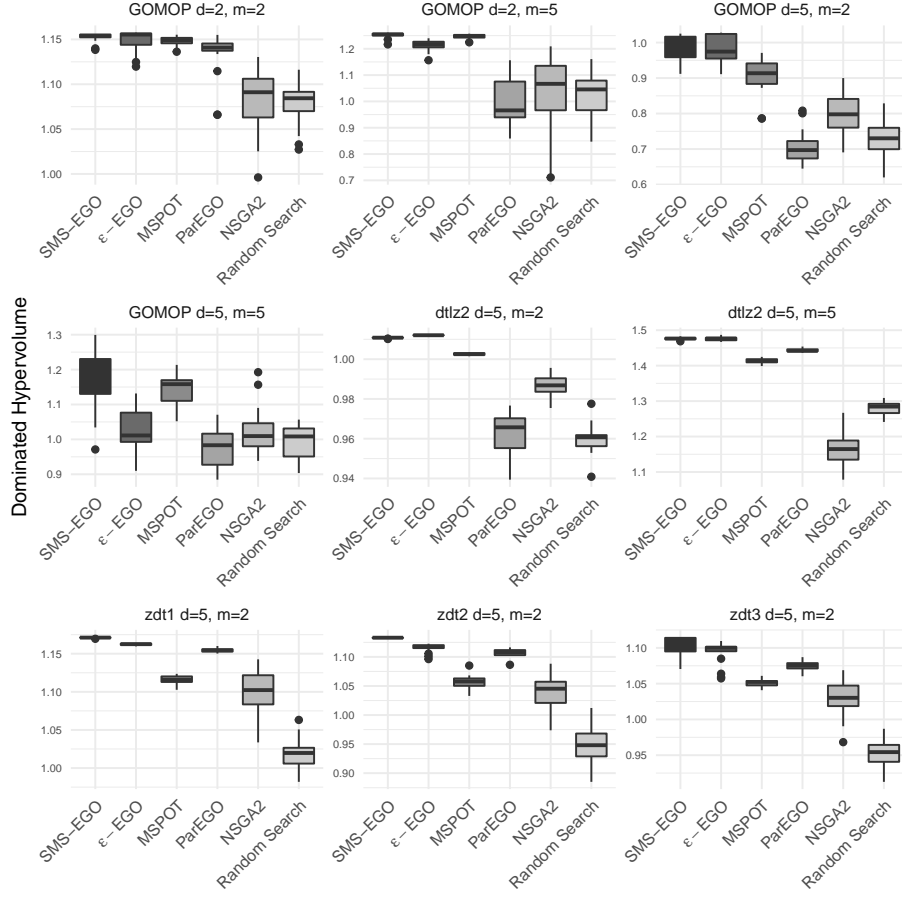 Dominated Hypervolume
GOMOP d=2, m=2
1.15
1.10
1.05
1.00
SMS−EGO
ε−EGO
MSPOT
ParEGO
NSGA2
Random Search
GOMOP d=2, m=5
1.2
1.1
1.0
0.9
0.8
0.7
SMS−EGO
ε−EGO
MSPOT
ParEGO
NSGA2
Random Search
GOMOP d=5, m=2
1.0
0.9
0.8
0.7
0.6
SMS−EGO
ε−EGO
MSPOT
ParEGO
NSGA2
Random Search
GOMOP d=5, m=5
1.3
1.2
1.1
1.0
0.9
SMS−EGO
ε−EGO
MSPOT
ParEGO
NSGA2
Random Search
dtlz2 d=5, m=2
1.00
0.98
0.96
0.94
SMS−EGO
ε−EGO
MSPOT
ParEGO
NSGA2
Random Search
dtlz2 d=5, m=5
1.5
1.4
1.3
1.2
1.1
SMS−EGO
ε−EGO
MSPOT
ParEGO
NSGA2
Random Search
zdt1 d=5, m=2
1.15
1.10
1.05
1.00
SMS−EGO
ε−EGO
MSPOT
ParEGO
NSGA2
Random Search
zdt2 d=5, m=2
1.10
1.05
1.00
0.95
0.90
SMS−EGO
ε−EGO
MSPOT
ParEGO
NSGA2
Random Search
zdt3 d=5, m=2
1.10
1.05
1.00
0.95
SMS−EGO
ε−EGO
MSPOT
ParEGO
NSGA2
Random Search